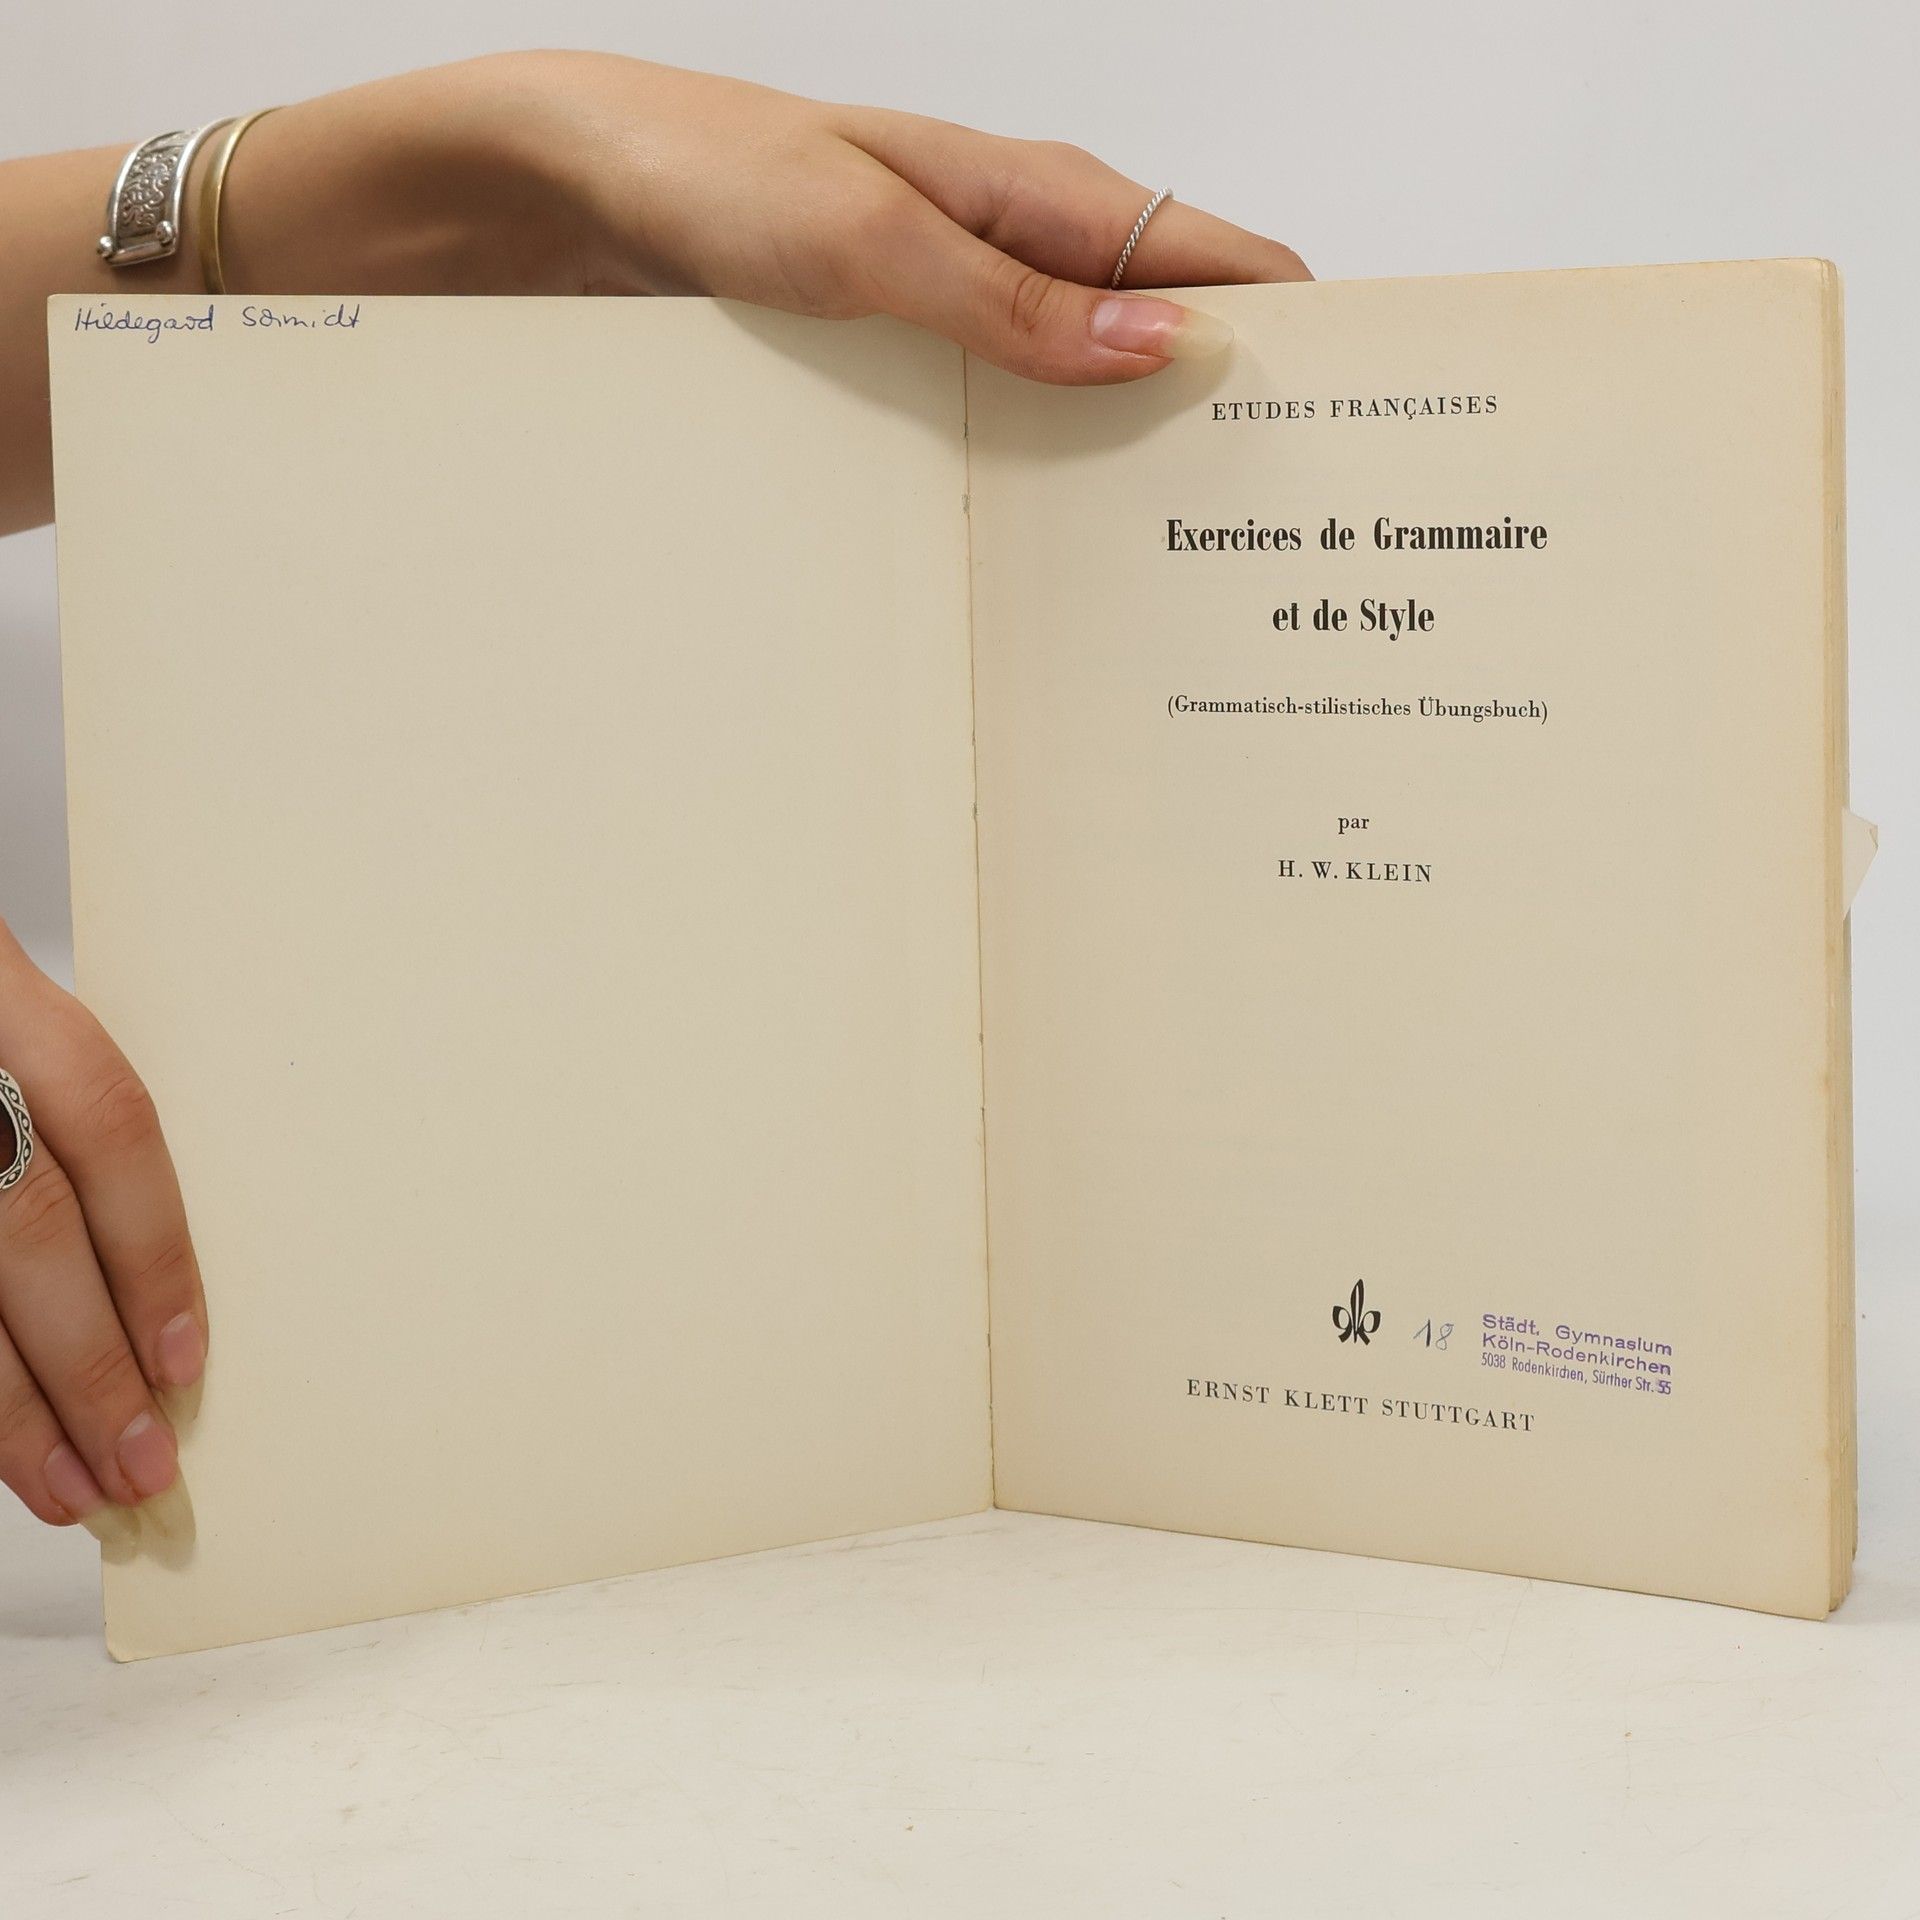 Hildegard Schmidt
ETUDES FRANÇAISES
Exercices de Grammaire
et de Style
(Grammatisch-stilistisches Übungsbuch)
par
H. W. KLEIN
18
Städt. Gymnasium
Köln-Rodenkirchen
5038 Rodenkirchen, Sürther Str. 55
ERNST KLETT STUTTGART